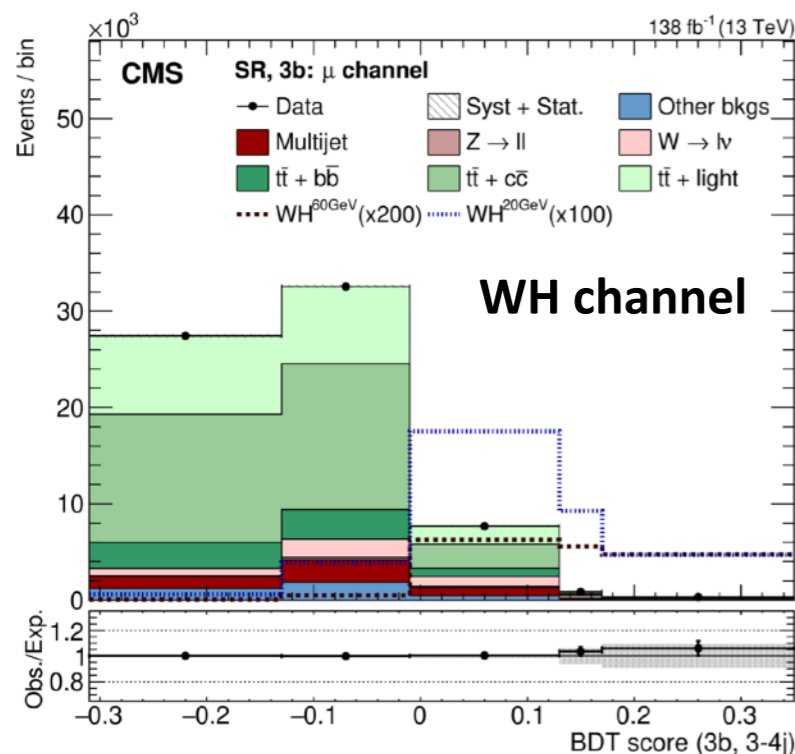 ×10³ 138 fb⁻¹ (13 TeV)
CMS SR, 3b: μ channel
Data Syst + Stat. Other bkgs
Multijet Z → ll W → lν
tt̄ + bb̄ tt̄ + cc̄ tt̄ + light
WH⁶⁰ᴳᵉⱽ(x200) WH²⁰ᴳᵉⱽ(x100)
WH channel
Events / bin
50
40
30
20
10
0
Obs./Exp.
1.2
1
0.8
−0.3 −0.2 −0.1 0 0.1 0.2 0.3
BDT score (3b, 3-4j)